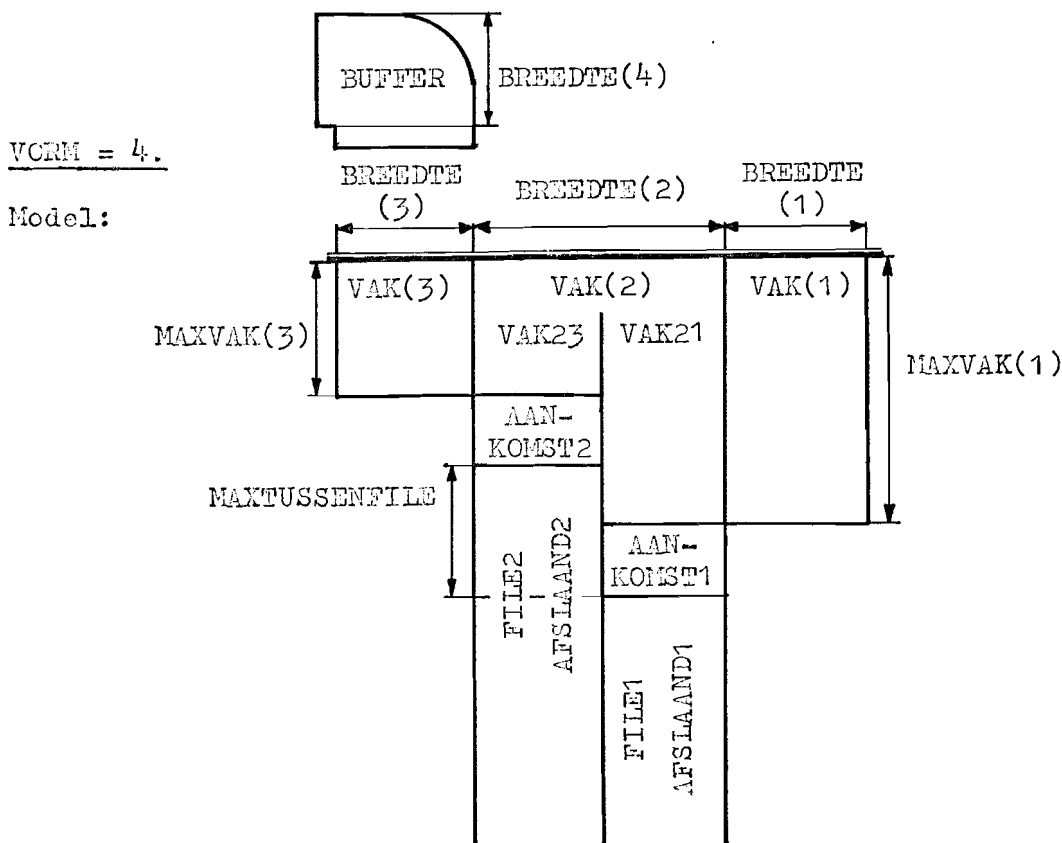 BUFFER
BREEDTE(4)
VORM = 4.
Model:
BREEDTE
(3)
BREEDTE(2)
BREEDTE
(1)
VAK(3)
VAK(2)
VAK(1)
MAXVAK(3)
VAK23
VAK21
MAXVAK(1)
AAN-
KOMST2
MAXTUSSENFILE
FILE2
AFSLAAND2
AAN-
KOMST1
FILE1
AFSLAAND1